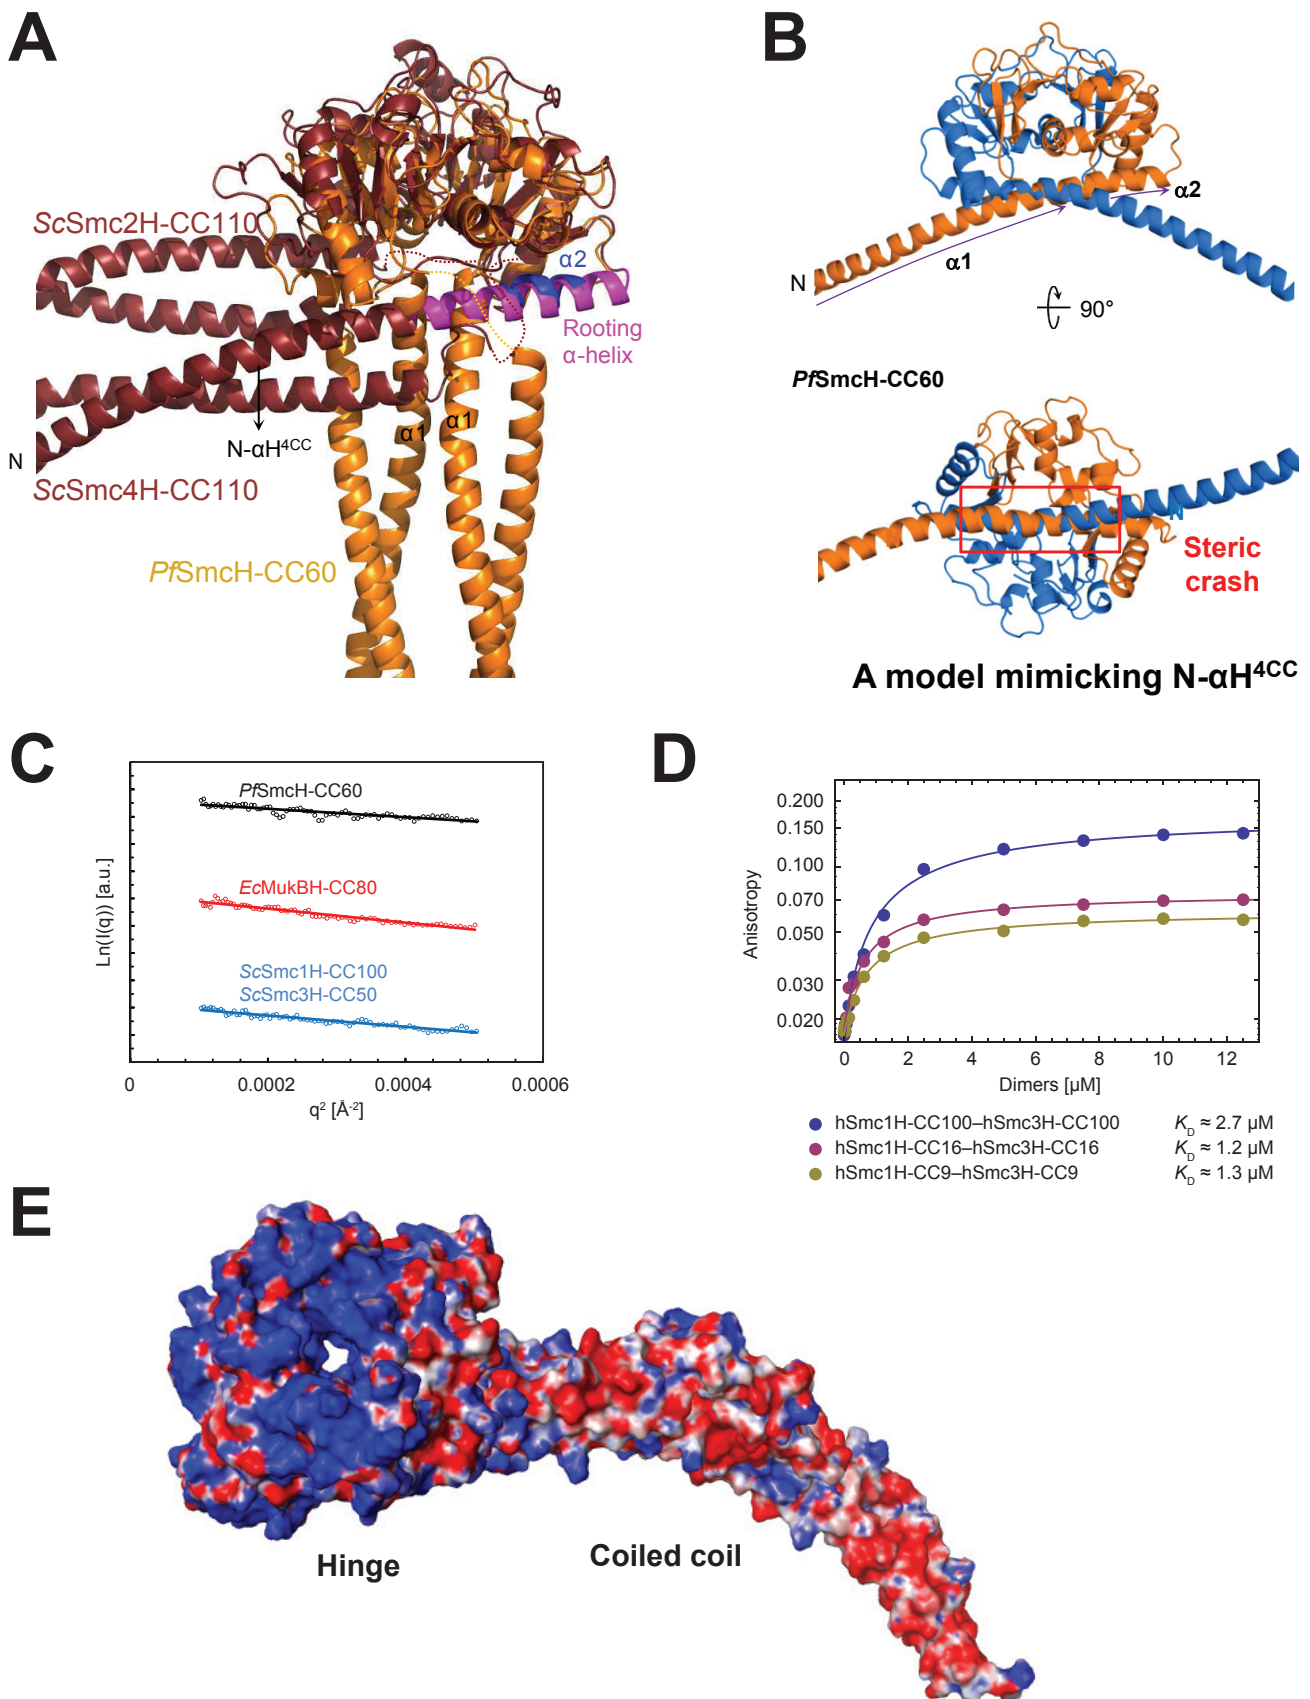 A
ScSmc2H-CC110
α2
Rooting
α-helix
α1
α1
N-αH4CC
N
ScSmc4H-CC110
PfSmcH-CC60
B
α2
α1
N
90°
PfSmcH-CC60
N
Steric
crash
A model mimicking N-αH4CC
C
PfSmcH-CC60
EcMukBH-CC80
ScSmc1H-CC100
ScSmc3H-CC50
Ln(I(q)) [a.u.]
0 0.0002 0.0004 0.0006
q² [Å⁻²]
D
0.200
0.150
0.100
0.070
0.050
0.030
0.020
Anisotropy
0 2 4 6 8 10 12
Dimers [µM]
hSmc1H-CC100–hSmc3H-CC100 KD ≈ 2.7 µM
hSmc1H-CC16–hSmc3H-CC16 KD ≈ 1.2 µM
hSmc1H-CC9–hSmc3H-CC9 KD ≈ 1.3 µM
E
Hinge
Coiled coil